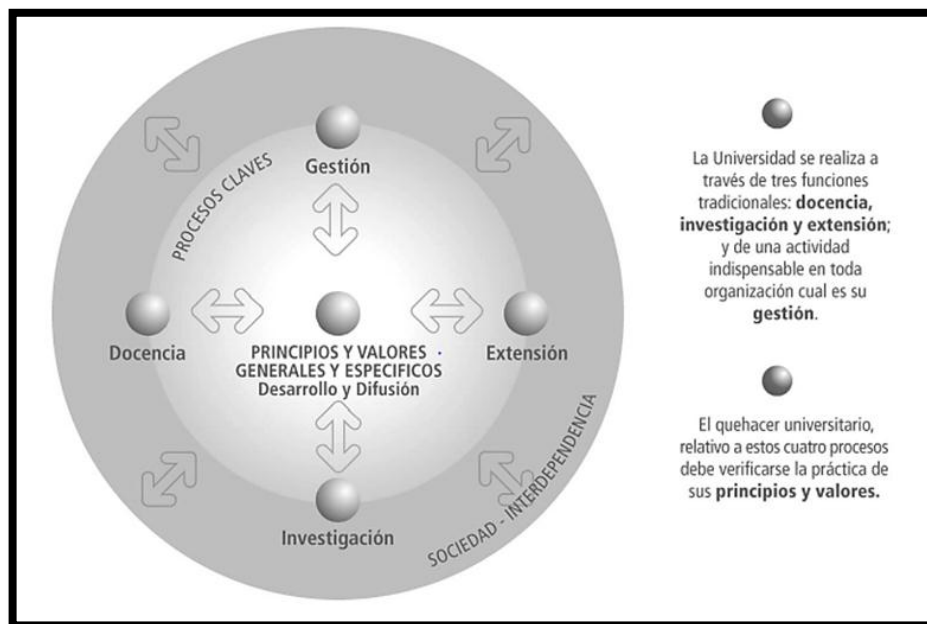 Gestión
PROCESOS CLAVES
Docencia
PRINCIPIOS Y VALORES
GENERALES Y ESPECIFICOS
Desarrollo y Difusión
Extensión
Investigación
SOCIEDAD - INTERDEPENDENCIA
La Universidad se realiza a
través de tres funciones
tradicionales: docencia,
investigación y extensión;
y de una actividad
indispensable en toda
organización cual es su
gestión.
El quehacer universitario,
relativo a estos cuatro procesos
debe verificarse la práctica de
sus principios y valores.